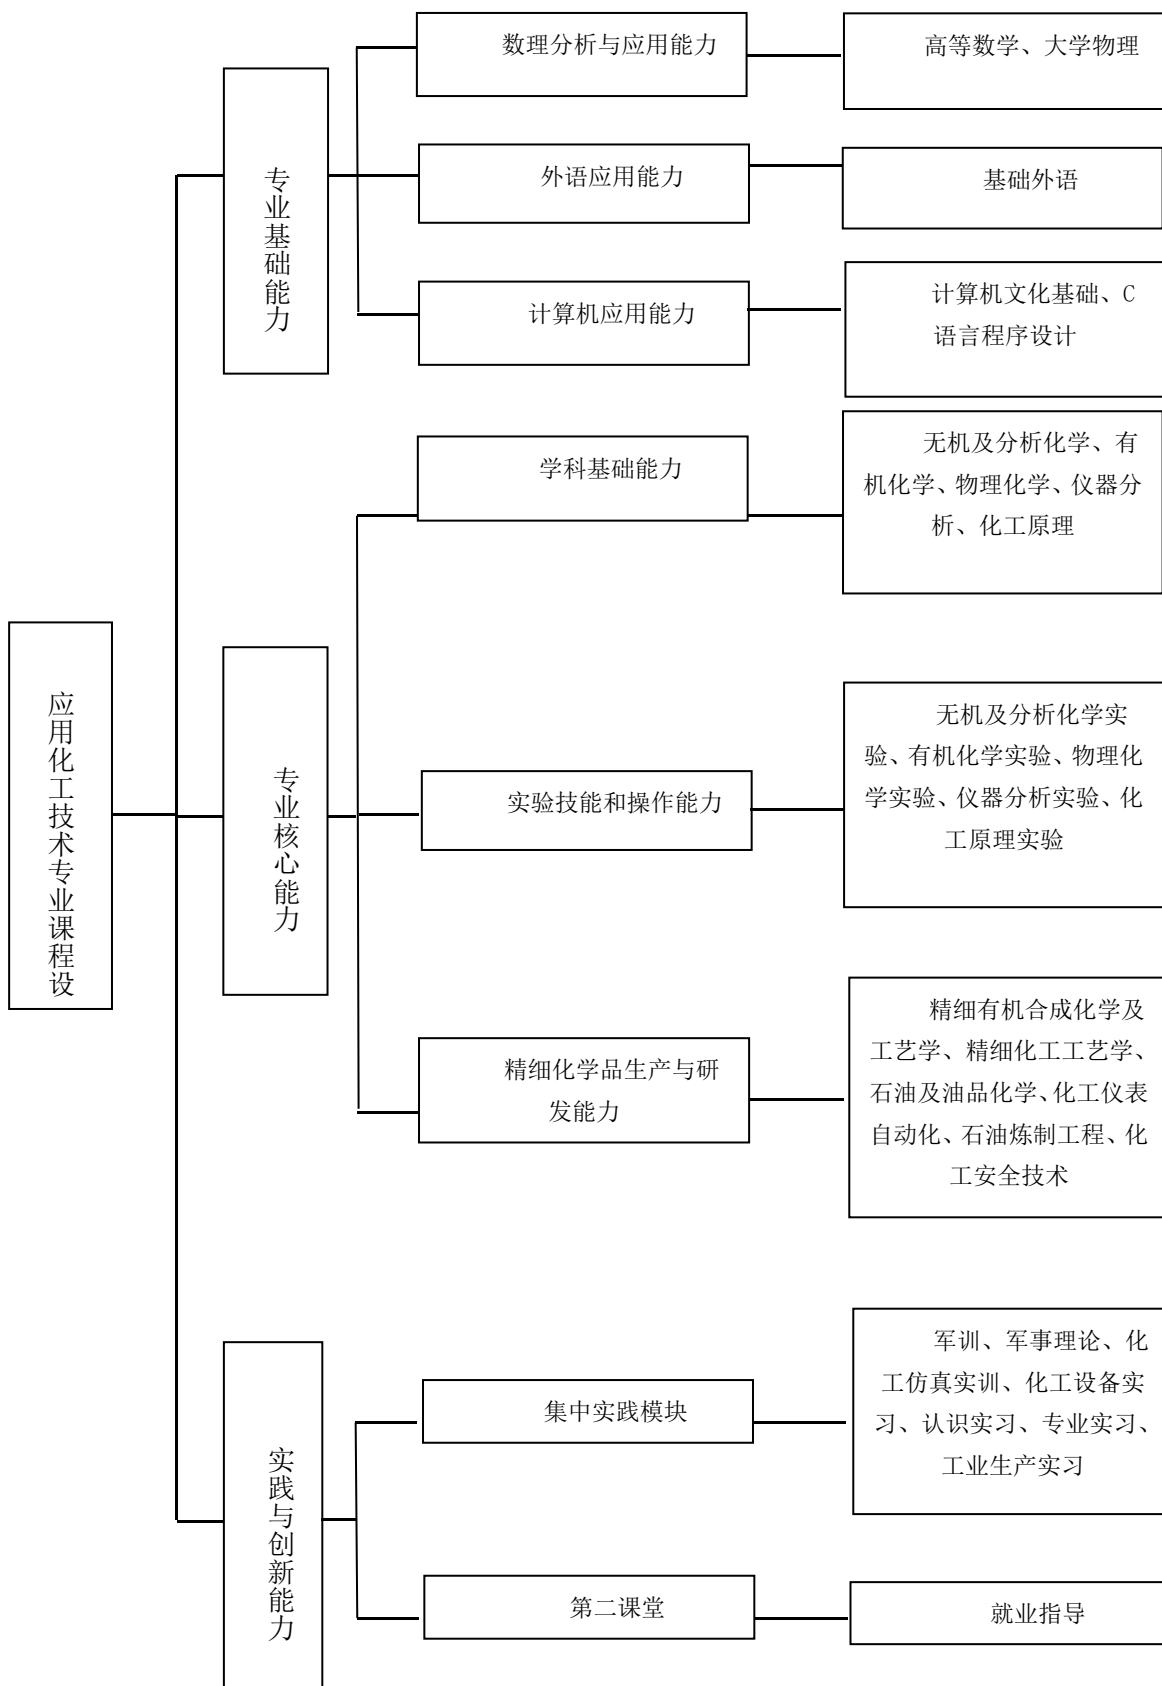 应用化工技术专业课程设
专业基础能力
数理分析与应用能力
高等数学、大学物理
外语应用能力
基础外语
计算机应用能力
计算机文化基础、C
语言程序设计
专业核心能力
学科基础能力
无机及分析化学、有
机化学、物理化学、仪器分
析、化工原理
实验技能和操作能力
无机及分析化学实
验、有机化学实验、物理化
学实验、仪器分析实验、化
工原理实验
精细化学品生产与研
发能力
精细有机合成化学及
工艺学、精细化工工艺学、
石油及油品化学、化工仪表
自动化、石油炼制工程、化
工安全技术
实践与创新能力
集中实践模块
军训、军事理论、化
工仿真实训、化工设备实
习、认识实习、专业实习、
工业生产实习
第二课堂
就业指导